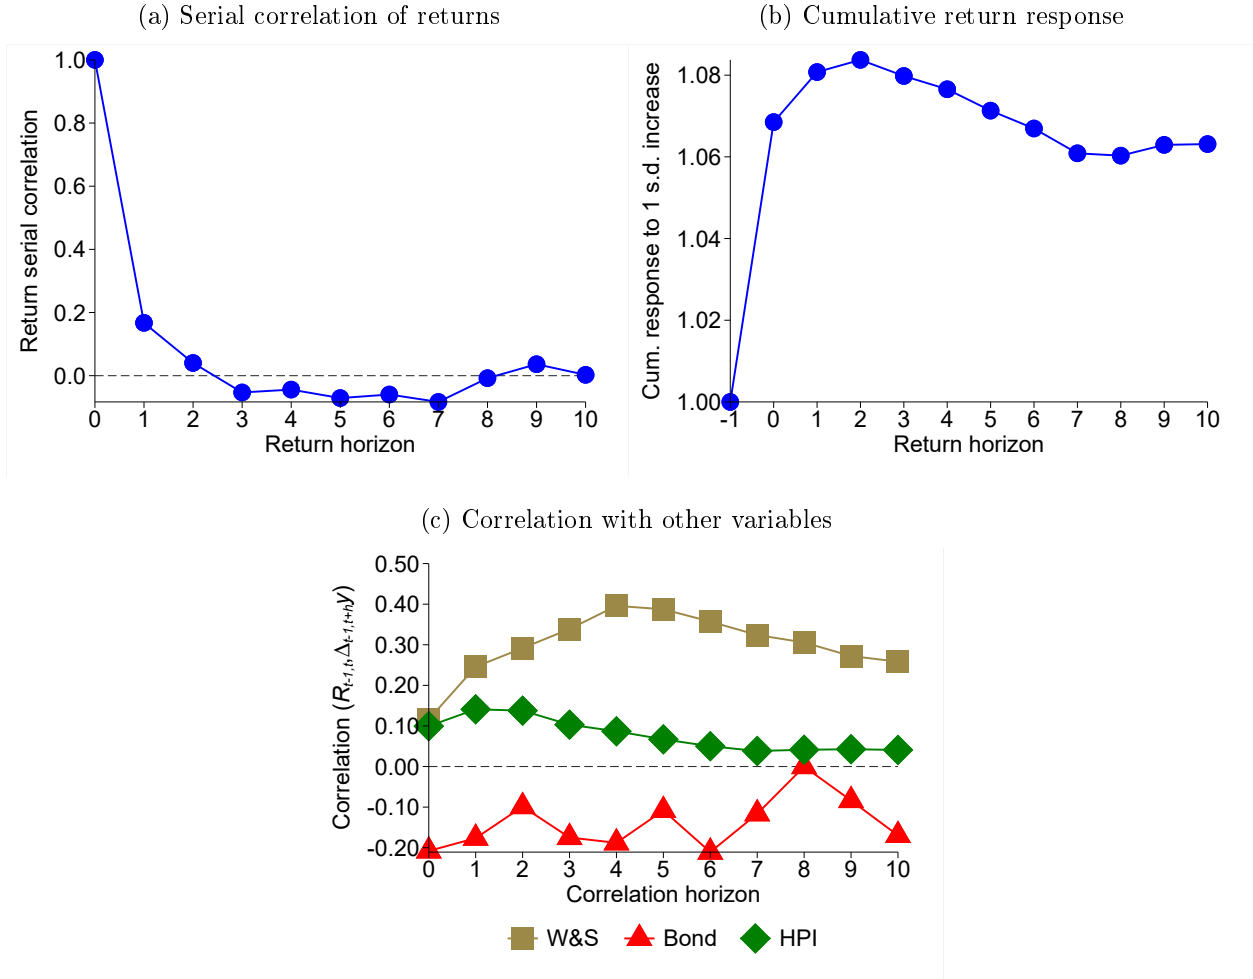 (a) Serial correlation of returns
Return serial correlation
1.0
0.8
0.6
0.4
0.2
0.0
0 1 2 3 4 5 6 7 8 9 10
Return horizon
(b) Cumulative return response
Cum. response to 1 s.d. increase
1.08
1.06
1.04
1.02
1.00
-1 0 1 2 3 4 5 6 7 8 9 10
Return horizon
(c) Correlation with other variables
Correlation (R_{t-1,t},Δ_{t-1,t+h}y)
0.50
0.40
0.30
0.20
0.10
0.00
-0.10
-0.20
0 1 2 3 4 5 6 7 8 9 10
Correlation horizon
W&S Bond HPI